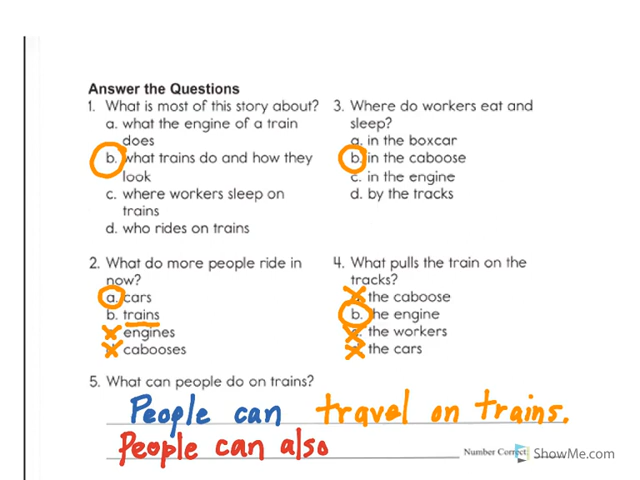 Answer the Questions
1. What is most of this story about?
a. what the engine of a train
does
b. what trains do and how they
look
c. where workers sleep on
trains
d. who rides on trains
2. What do more people ride in
now?
a. cars
b. trains
engines
cabooses
3. Where do workers eat and
sleep?
a. in the boxcar
b. in the caboose
c. in the engine
d. by the tracks
4. What pulls the train on the
tracks?
the caboose
b. the engine
the workers
the cars
5. What can people do on trains?
People can travel on trains.
People can also
Number Correct
ShowMe.com